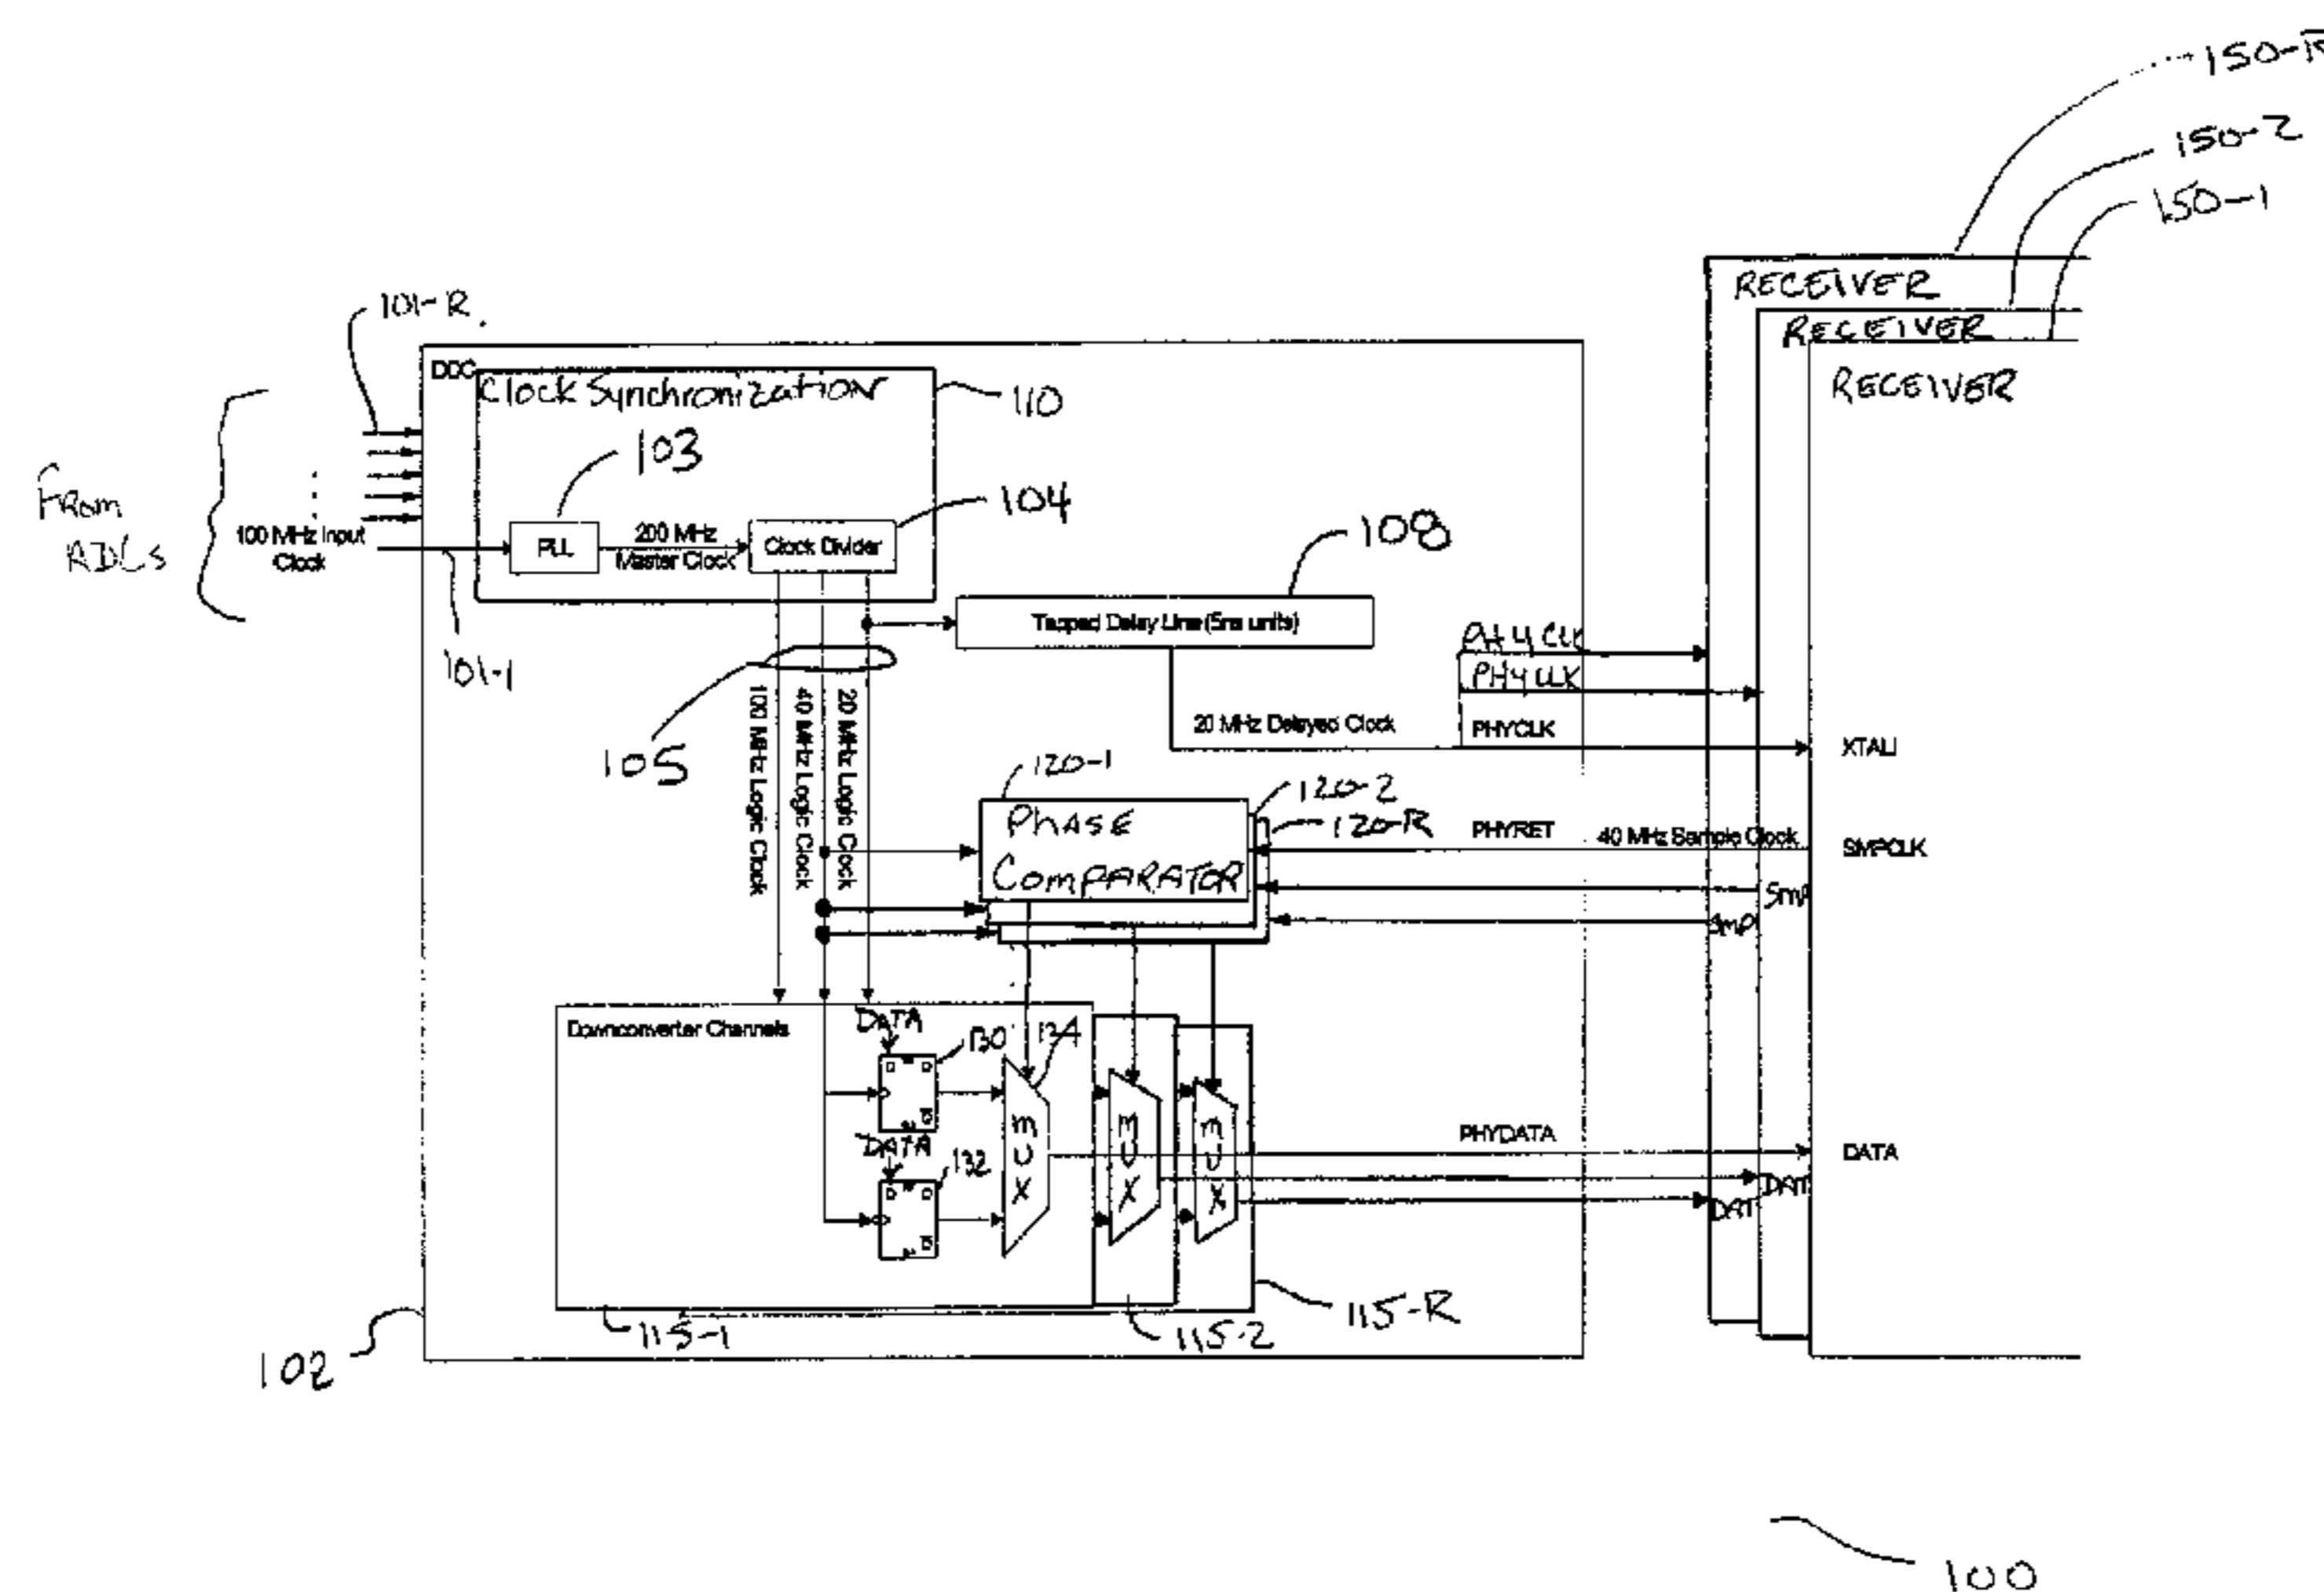 150-R
150-2
150-1
RECEIVER
RECEIVER
RECEIVER
101-R
DDC
Clock Synchronization
110
103
104
From
ADCs
100 MHz Input
Clock
PLL
200 MHz
Master Clock
Clock Divider
108
Tapped Delay Line (5ns units)
101-1
105
100 MHz Logic Clock
40 MHz Logic Clock
20 MHz Logic Clock
PHYCLK
PHYCLK
20 MHz Delayed Clock
PHYCLK
XTALI
120-1
120-2
120-R
Phase
Comparator
PHYRET
40 MHz Sample Clock
SMPCLK
SMP
SMP
Downconverter Channels
DATA
130
134
D
Q
DATA
132
D
Q
MUX
MUX
MUX
PHYDATA
DATA
DAT
DAT
115-1
115-2
115-R
102
100